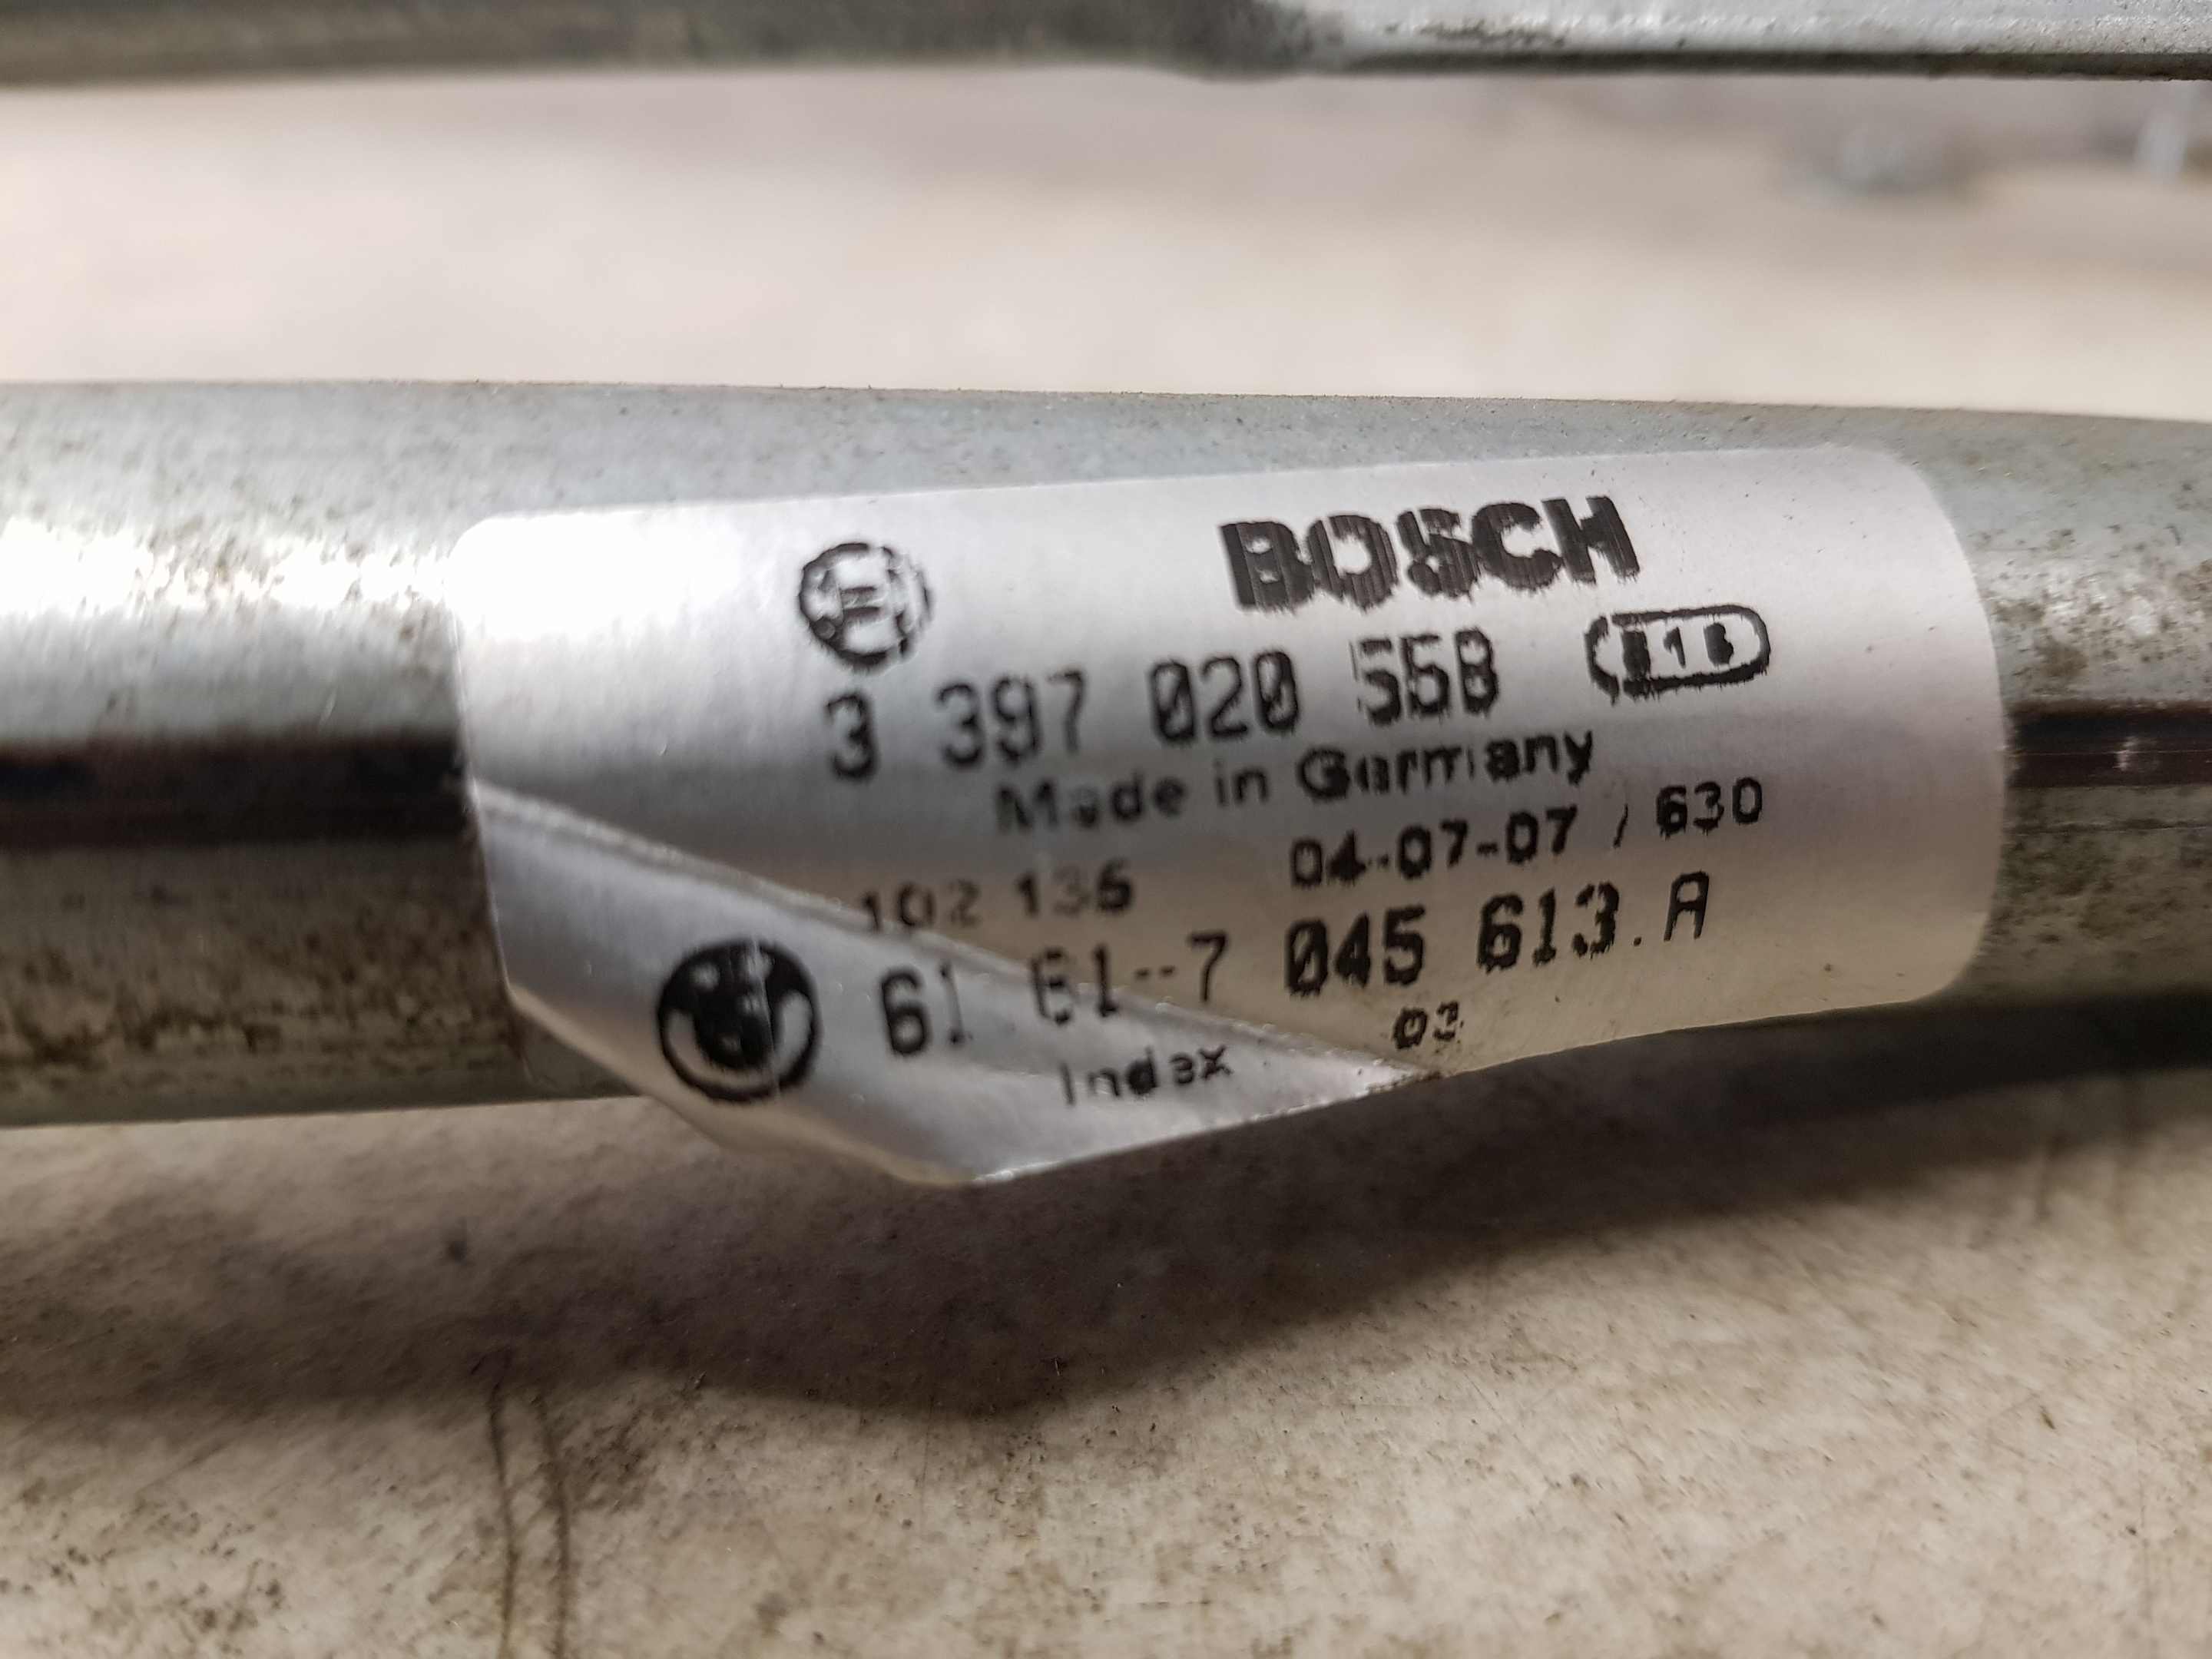 BOSCH
3 397 020 558
Made in Germany
102 136 04-07-07 / 630
61 61--7 045 613.A
Index 03